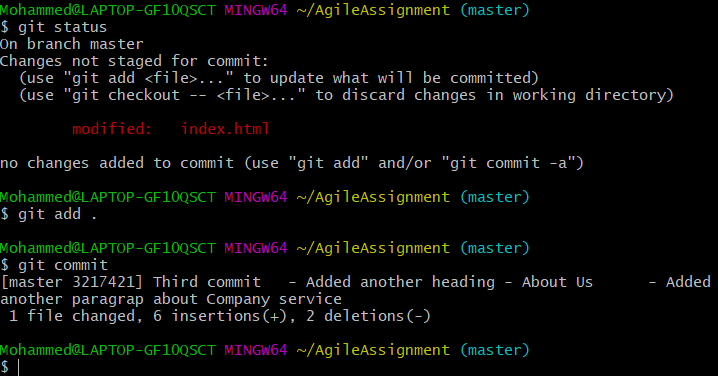 Mohammed@LAPTOP-GF1OQSCT MINGW64 ~/AgileAssignment (master)
$ git status
On branch master
Changes not staged for commit:
  (use "git add <file>..." to update what will be committed)
  (use "git checkout -- <file>..." to discard changes in working directory)
        modified:   index.html
no changes added to commit (use "git add" and/or "git commit -a")
Mohammed@LAPTOP-GF1OQSCT MINGW64 ~/AgileAssignment (master)
$ git add .
Mohammed@LAPTOP-GF1OQSCT MINGW64 ~/AgileAssignment (master)
$ git commit
[master 3217421] Third commit   - Added another heading - About Us      - Added
another paragrap about Company service
 1 file changed, 6 insertions(+), 2 deletions(-)
Mohammed@LAPTOP-GF1OQSCT MINGW64 ~/AgileAssignment (master)
$